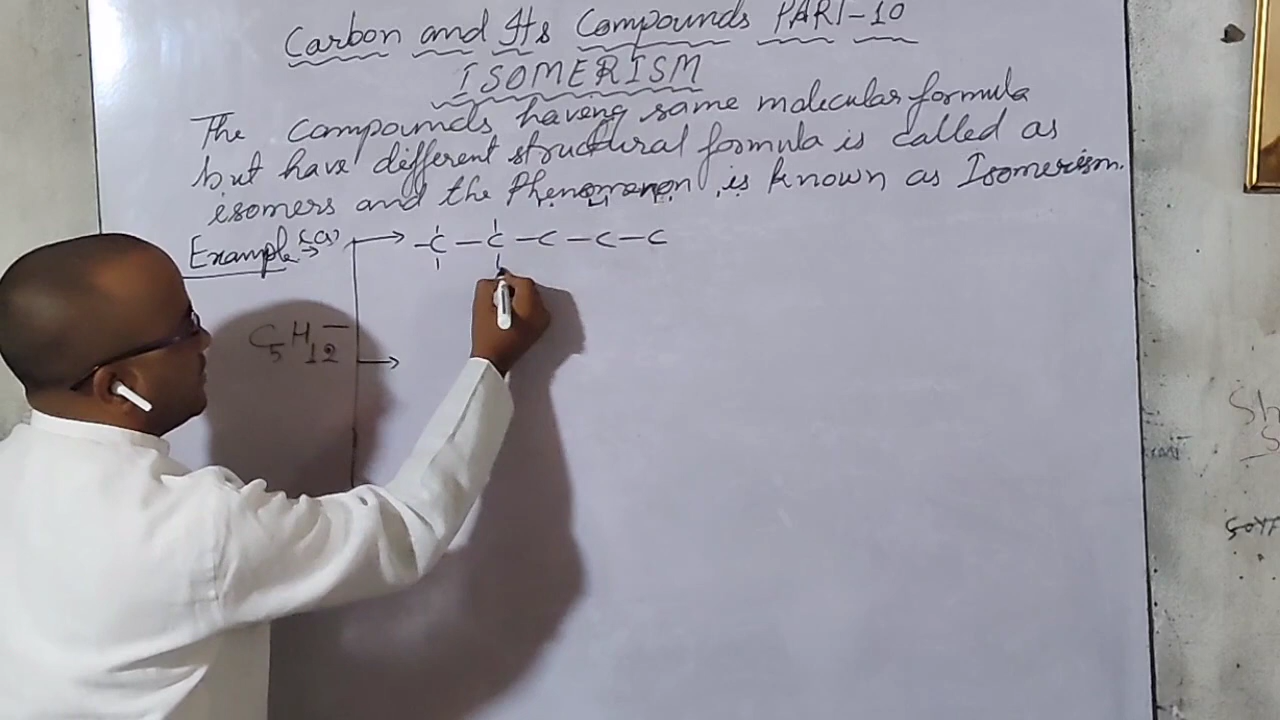 Carbon and Its Compounds PART-10
ISOMERISM
The Compounds having same molecular formula
but have different structural formula is called as
isomers and the Phenomenon is known as Isomerism.
Example → (a) → -C-C-C-C-C
C5H12 →
Sh
S